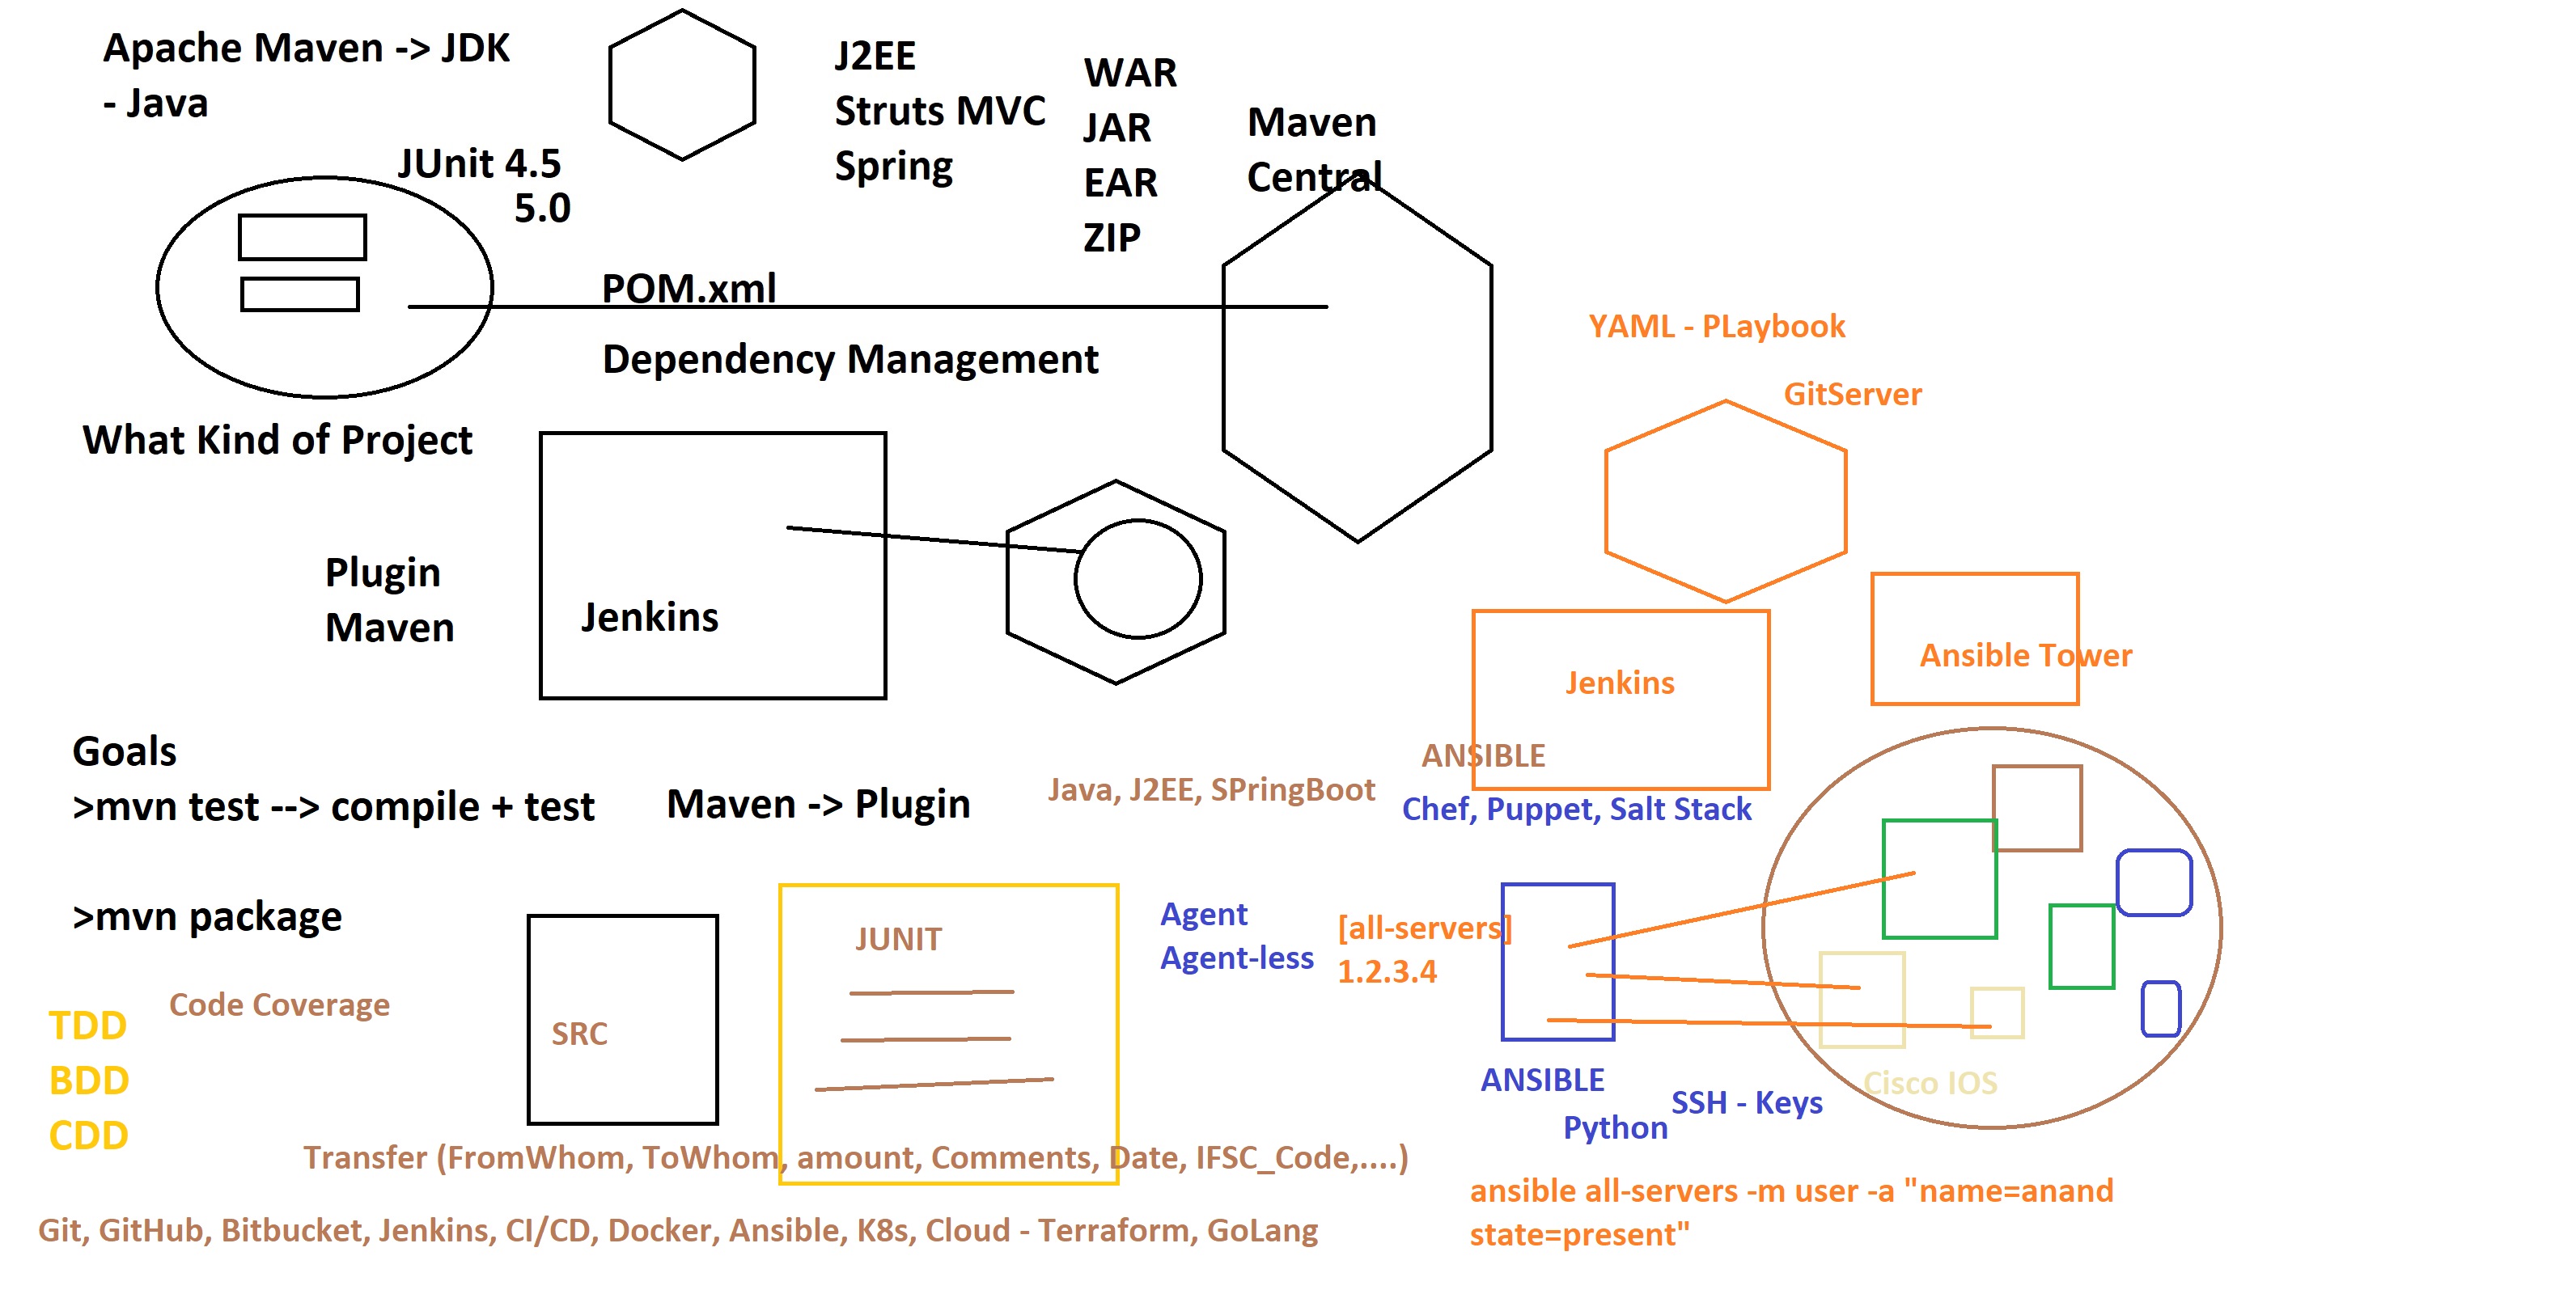 Apache Maven -> JDK
- Java
J2EE
Struts MVC
Spring
WAR
JAR
EAR
ZIP
Maven
Central
JUnit 4.5
5.0
POM.xml
Dependency Management
What Kind of Project
Plugin
Maven
Jenkins
YAML - PLaybook
GitServer
Jenkins
Ansible Tower
Goals
>mvn test --> compile + test
>mvn package
Maven -> Plugin
Java, J2EE, SPringBoot
ANSIBLE
Chef, Puppet, Salt Stack
TDD
BDD
CDD
Code Coverage
SRC
JUNIT
Agent
Agent-less
[all-servers]
1.2.3.4
ANSIBLE
Python
SSH - Keys
Cisco IOS
Transfer (FromWhom, ToWhom, amount, Comments, Date, IFSC_Code,....)
ansible all-servers -m user -a "name=anand
state=present"
Git, GitHub, Bitbucket, Jenkins, CI/CD, Docker, Ansible, K8s, Cloud - Terraform, GoLang